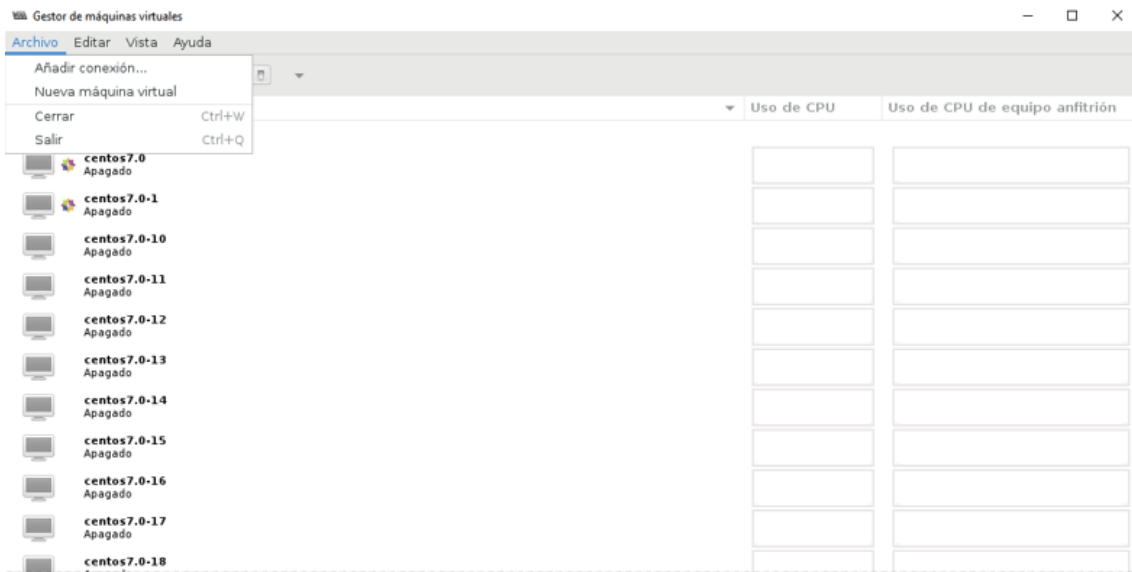 Gestor de máquinas virtuales
Archivo Editar Vista Ayuda
Añadir conexión...
Nueva máquina virtual
Cerrar Ctrl+W
Salir Ctrl+Q
Uso de CPU Uso de CPU de equipo anfitrión
centos7.0
Apagado
centos7.0-1
Apagado
centos7.0-10
Apagado
centos7.0-11
Apagado
centos7.0-12
Apagado
centos7.0-13
Apagado
centos7.0-14
Apagado
centos7.0-15
Apagado
centos7.0-16
Apagado
centos7.0-17
Apagado
centos7.0-18